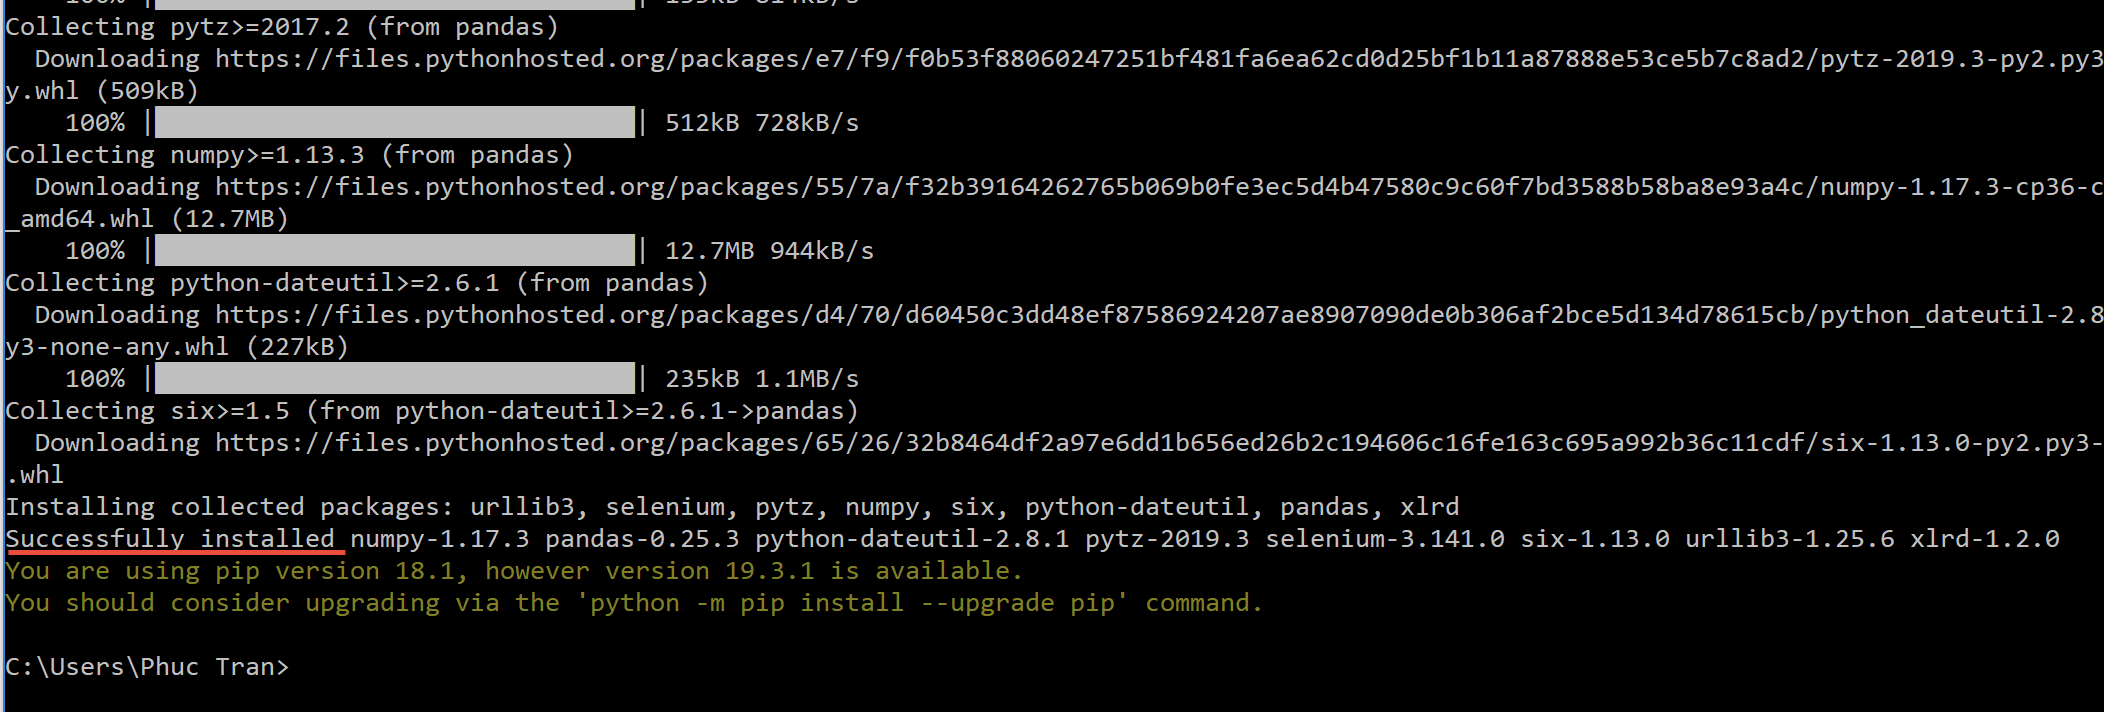 Collecting pytz>=2017.2 (from pandas)
Downloading https://files.pythonhosted.org/packages/e7/f9/f0b53f88060247251bf481fa6ea62cd0d25bf1b11a87888e53ce5b7c8ad2/pytz-2019.3-py2.py3
y.whl (509kB)
100% |████████████████████████████████| 512kB 728kB/s
Collecting numpy>=1.13.3 (from pandas)
Downloading https://files.pythonhosted.org/packages/55/7a/f32b39164262765b069b0fe3ec5d4b47580c9c60f7bd3588b58ba8e93a4c/numpy-1.17.3-cp36-c
_amd64.whl (12.7MB)
100% |████████████████████████████████| 12.7MB 944kB/s
Collecting python-dateutil>=2.6.1 (from pandas)
Downloading https://files.pythonhosted.org/packages/d4/70/d60450c3dd48ef87586924207ae8907090de0b306af2bce5d134d78615cb/python_dateutil-2.8
y3-none-any.whl (227kB)
100% |████████████████████████████████| 235kB 1.1MB/s
Collecting six>=1.5 (from python-dateutil>=2.6.1->pandas)
Downloading https://files.pythonhosted.org/packages/65/26/32b8464df2a97e6dd1b656ed26b2c194606c16fe163c695a992b36c11cdf/six-1.13.0-py2.py3-
.whl
Installing collected packages: urllib3, selenium, pytz, numpy, six, python-dateutil, pandas, xlrd
Successfully installed numpy-1.17.3 pandas-0.25.3 python-dateutil-2.8.1 pytz-2019.3 selenium-3.141.0 six-1.13.0 urllib3-1.25.6 xlrd-1.2.0
You are using pip version 18.1, however version 19.3.1 is available.
You should consider upgrading via the 'python -m pip install --upgrade pip' command.
C:\Users\Phuc Tran>